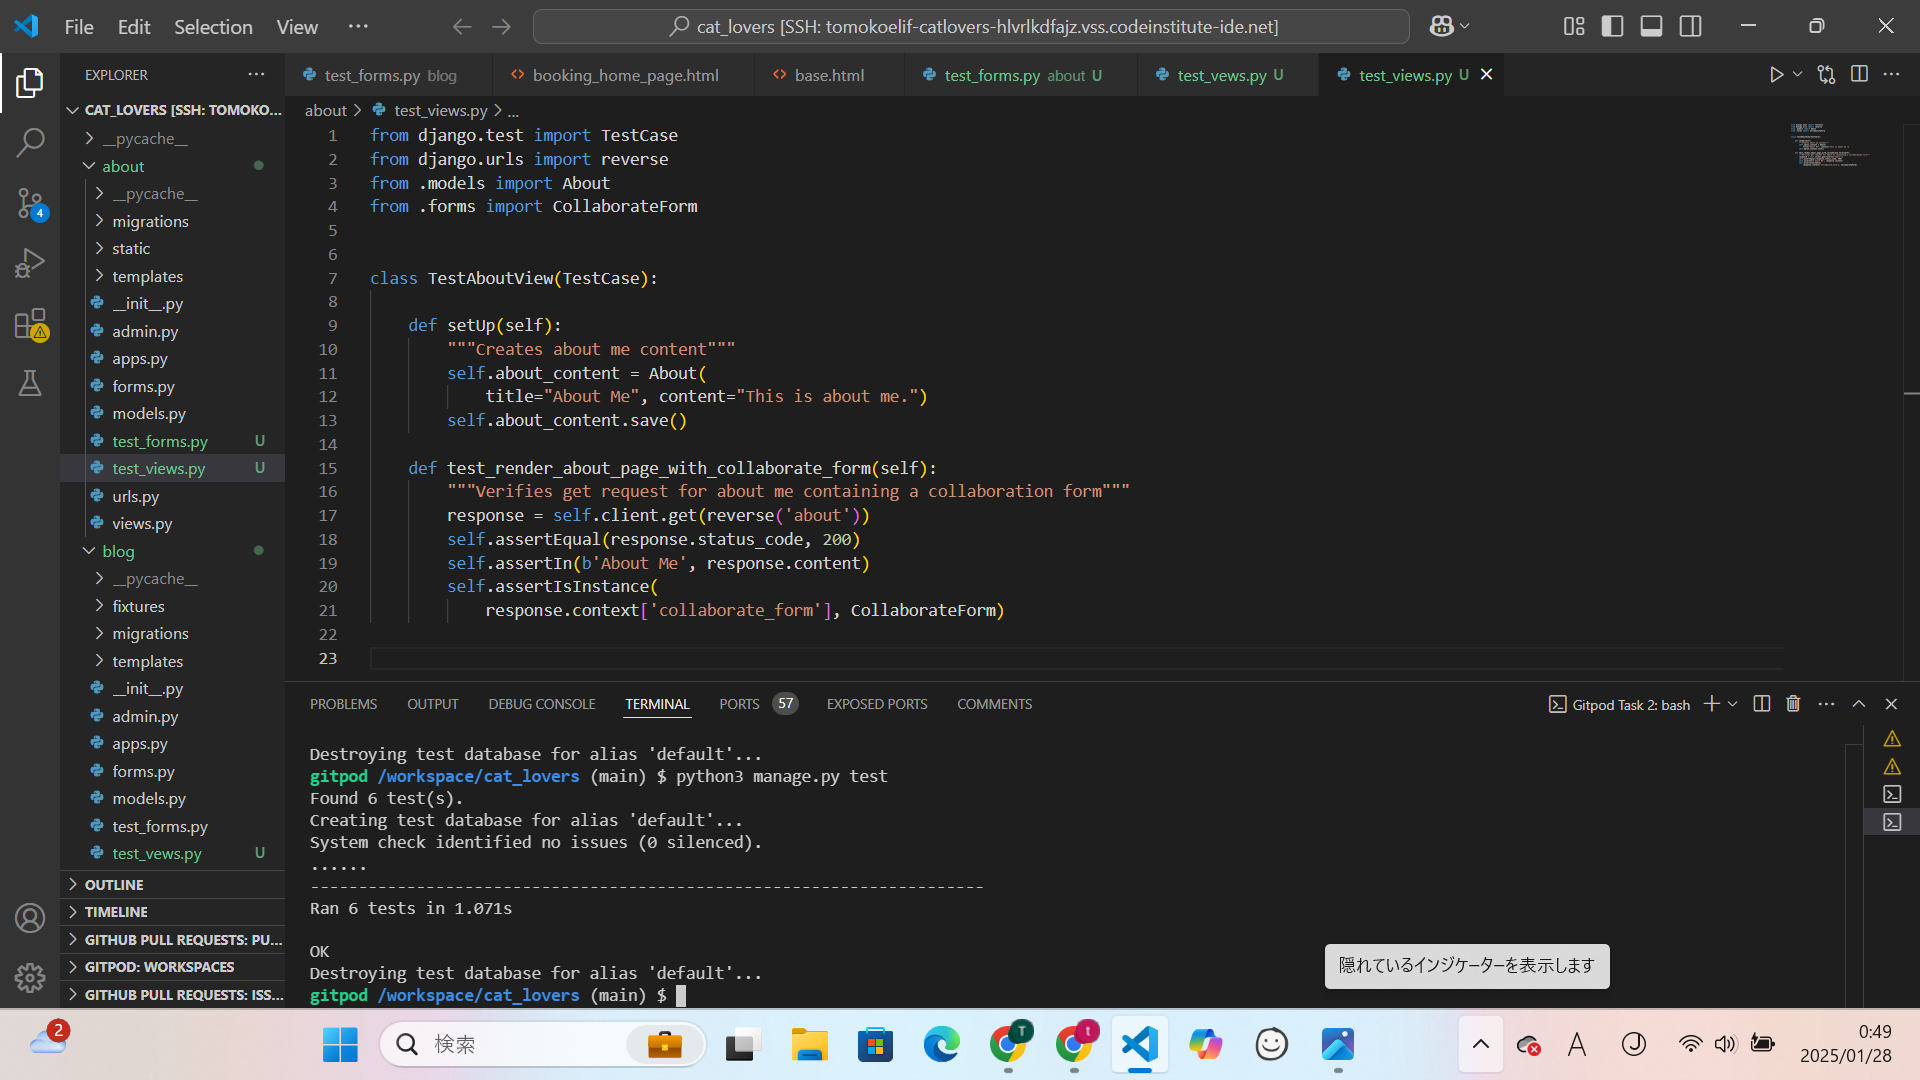 File Edit Selection View ···
cat_lovers [SSH: tomokoelif-catlovers-hlvrlkdfajz.vss.codeinstitute-ide.net]
EXPLORER ···
CAT_LOVERS [SSH: TOMOKO...
__pycache__
about
__pycache__
migrations
static
templates
__init__.py
admin.py
apps.py
forms.py
models.py
test_forms.py U
test_views.py U
urls.py
views.py
blog
__pycache__
fixtures
migrations
templates
__init__.py
admin.py
apps.py
forms.py
models.py
test_forms.py
test_vews.py U
OUTLINE
TIMELINE
GITHUB PULL REQUESTS: PU...
GITPOD: WORKSPACES
GITHUB PULL REQUESTS: ISS...
4
test_forms.py blog
booking_home_page.html
base.html
test_forms.py about U
test_vews.py U
test_views.py U
about > test_views.py > ...
1 from django.test import TestCase
2 from django.urls import reverse
3 from .models import About
4 from .forms import CollaborateForm
5
6
7 class TestAboutView(TestCase):
8
9 def setUp(self):
10 """Creates about me content"""
11 self.about_content = About(
12 title="About Me", content="This is about me.")
13 self.about_content.save()
14
15 def test_render_about_page_with_collaborate_form(self):
16 """Verifies get request for about me containing a collaboration form"""
17 response = self.client.get(reverse('about'))
18 self.assertEqual(response.status_code, 200)
19 self.assertIn(b'About Me', response.content)
20 self.assertIsInstance(
21 response.context['collaborate_form'], CollaborateForm)
22
23
PROBLEMS OUTPUT DEBUG CONSOLE TERMINAL PORTS 57 EXPOSED PORTS COMMENTS
Gitpod Task 2: bash
Destroying test database for alias 'default'...
gitpod /workspace/cat_lovers (main) $ python3 manage.py test
Found 6 test(s).
Creating test database for alias 'default'...
System check identified no issues (0 silenced).
......
----------------------------------------------------------------------
Ran 6 tests in 1.071s
OK
Destroying test database for alias 'default'...
gitpod /workspace/cat_lovers (main) $
隠れているインジケーターを表示します
2
検索
T
t
A
J
0:49
2025/01/28